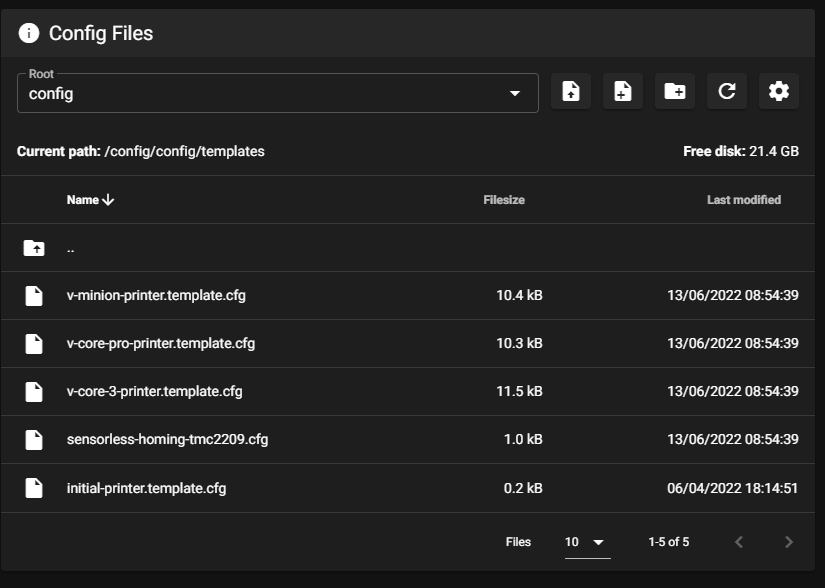 Config Files
Root
config
Current path: /config/config/templates Free disk: 21.4 GB
Name Filesize Last modified
..
v-minion-printer.template.cfg 10.4 kB 13/06/2022 08:54:39
v-core-pro-printer.template.cfg 10.3 kB 13/06/2022 08:54:39
v-core-3-printer.template.cfg 11.5 kB 13/06/2022 08:54:39
sensorless-homing-tmc2209.cfg 1.0 kB 13/06/2022 08:54:39
initial-printer.template.cfg 0.2 kB 06/04/2022 18:14:51
Files 10 1-5 of 5